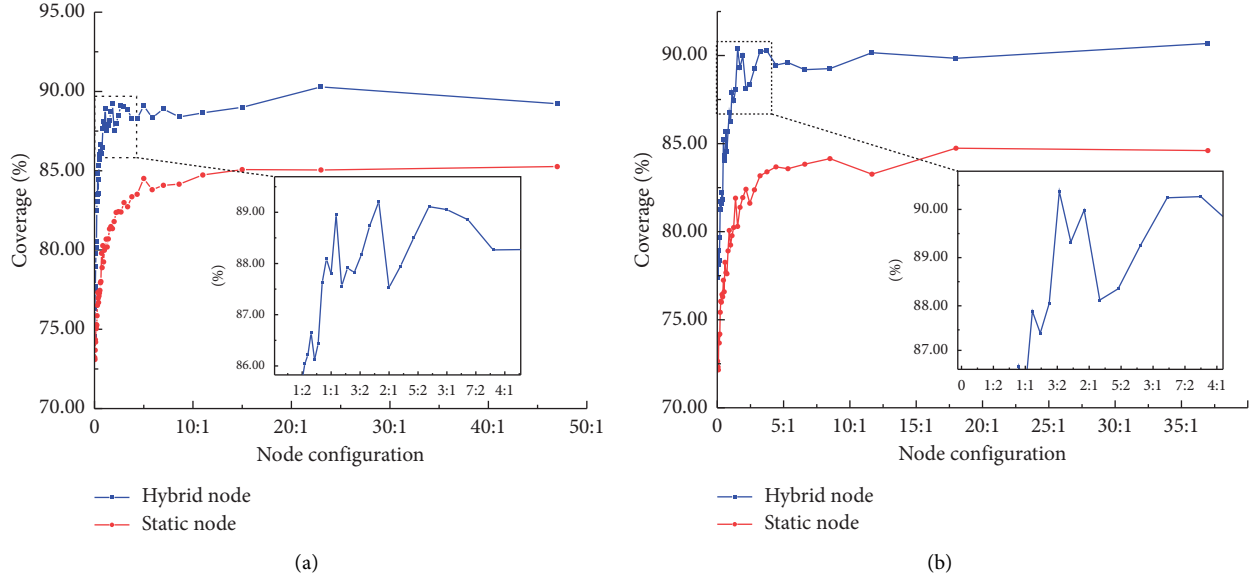 95.00
90.00
85.00
80.00
75.00
70.00
Coverage (%)
89.00
88.00
87.00
86.00
(%)
1:2 1:1 3:2 2:1 5:2 3:1 7:2 4:1
0 10:1 20:1 30:1 40:1 50:1
Node configuration
Hybrid node
Static node
(a)
90.00
85.00
80.00
75.00
70.00
Coverage (%)
90.00
89.00
88.00
87.00
(%)
0 1:2 1:1 3:2 2:1 5:2 3:1 7:2 4:1
0 5:1 10:1 15:1 20:1 25:1 30:1 35:1
Node configuration
Hybrid node
Static node
(b)